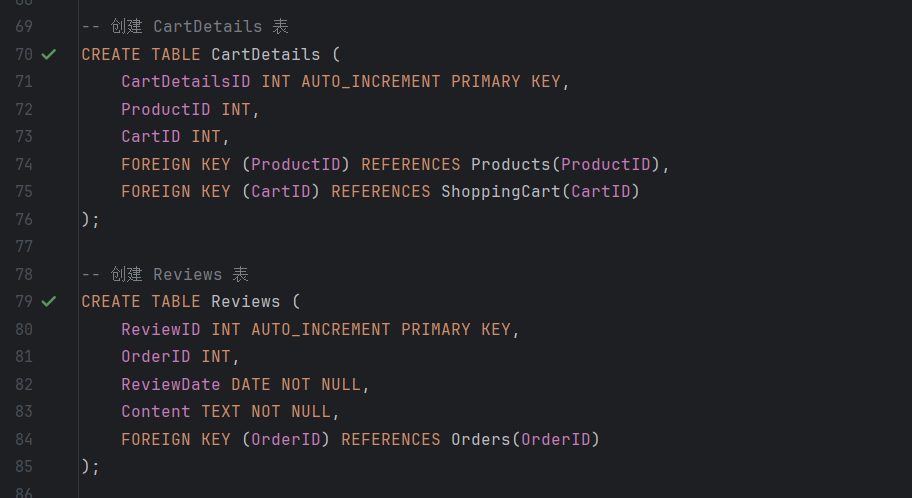 69 -- 创建 CartDetails 表
70 CREATE TABLE CartDetails (
71 CartDetailsID INT AUTO_INCREMENT PRIMARY KEY,
72 ProductID INT,
73 CartID INT,
74 FOREIGN KEY (ProductID) REFERENCES Products(ProductID),
75 FOREIGN KEY (CartID) REFERENCES ShoppingCart(CartID)
76 );
77
78 -- 创建 Reviews 表
79 CREATE TABLE Reviews (
80 ReviewID INT AUTO_INCREMENT PRIMARY KEY,
81 OrderID INT,
82 ReviewDate DATE NOT NULL,
83 Content TEXT NOT NULL,
84 FOREIGN KEY (OrderID) REFERENCES Orders(OrderID)
85 );
86